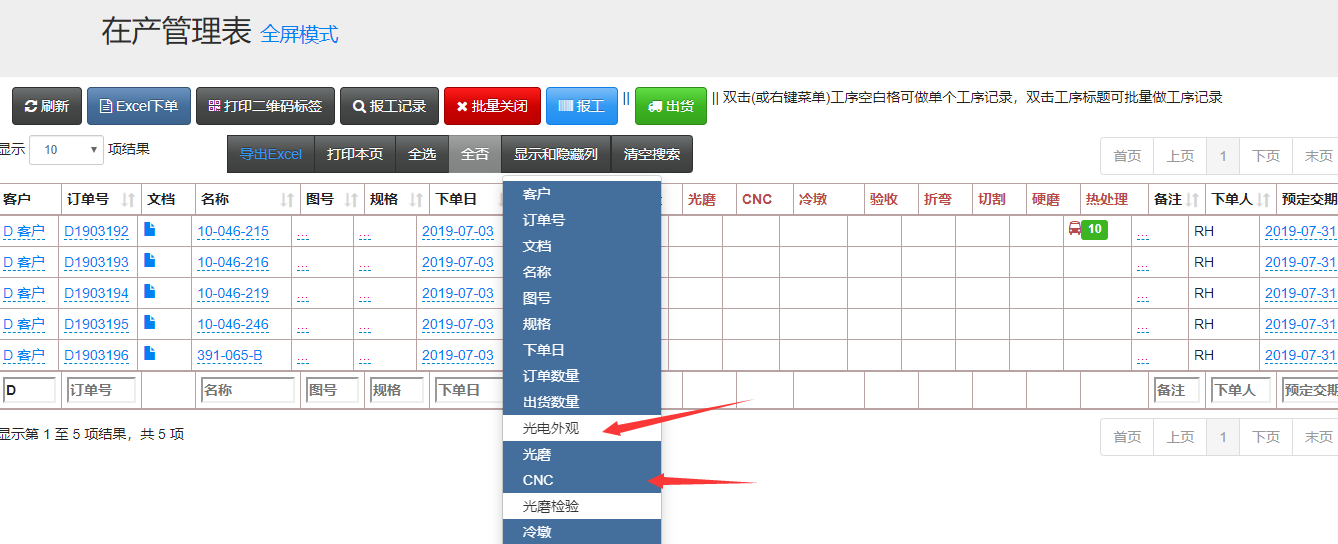 在产管理表 全屏模式
刷新 Excel下单 打印二维码标签 报工记录 批量关闭 报工 || 出货 || 双击(或右键菜单)工序空白格可做单个工序记录，双击工序标题可批量做工序记录
显示 10 项结果 导出Excel 打印本页 全选 全否 显示和隐藏列 清空搜索
首页 上页 1 下页 末页
客户 订单号 文档 名称 图号 规格 下单日 光磨 CNC 冷墩 验收 折弯 切割 硬磨 热处理 备注 下单人 预定交期
D 客户 D1903192 10-046-215 ... ... 2019-07-03 10 ... RH 2019-07-31
D 客户 D1903193 10-046-216 ... ... 2019-07-03 ... RH 2019-07-31
D 客户 D1903194 10-046-219 ... ... 2019-07-03 ... RH 2019-07-31
D 客户 D1903195 10-046-246 ... ... 2019-07-03 ... RH 2019-07-31
D 客户 D1903196 391-065-B ... ... 2019-07-03 ... RH 2019-07-31
D 订单号 名称 图号 规格 下单日 备注 下单人 预定交期
显示第 1 至 5 项结果，共 5 项
首页 上页 1 下页 末页
客户
订单号
文档
名称
图号
规格
下单日
订单数量
出货数量
光电外观
光磨
CNC
光磨检验
冷墩